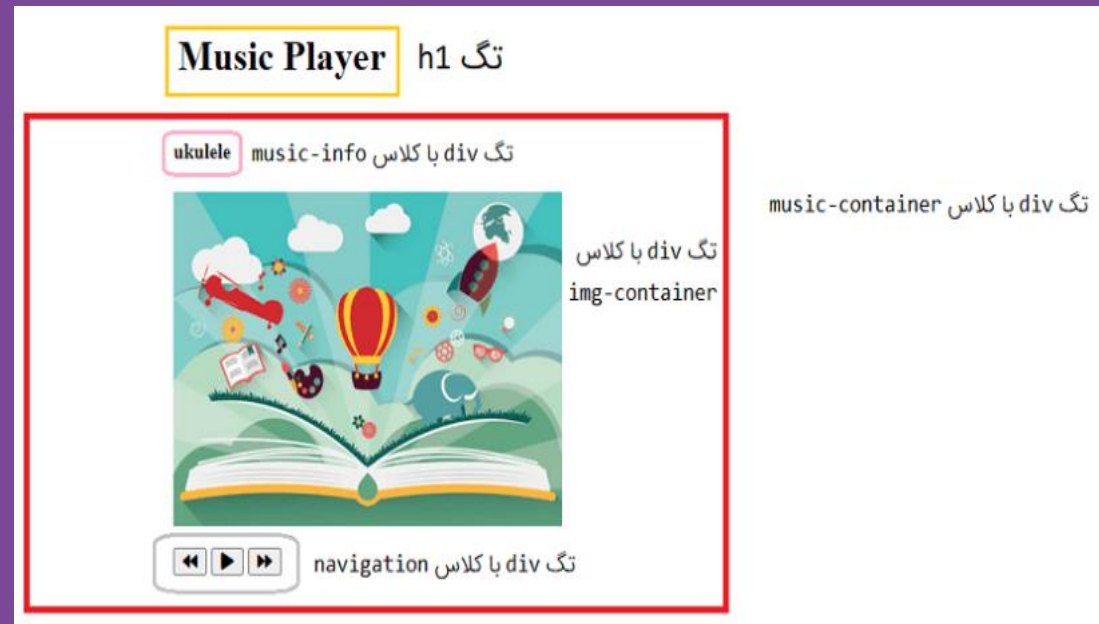 Music Player تگ h1
ukulele تگ div با کلاس music-info
تگ div با کلاس music-container
تگ div با کلاس
img-container
تگ div با کلاس navigation